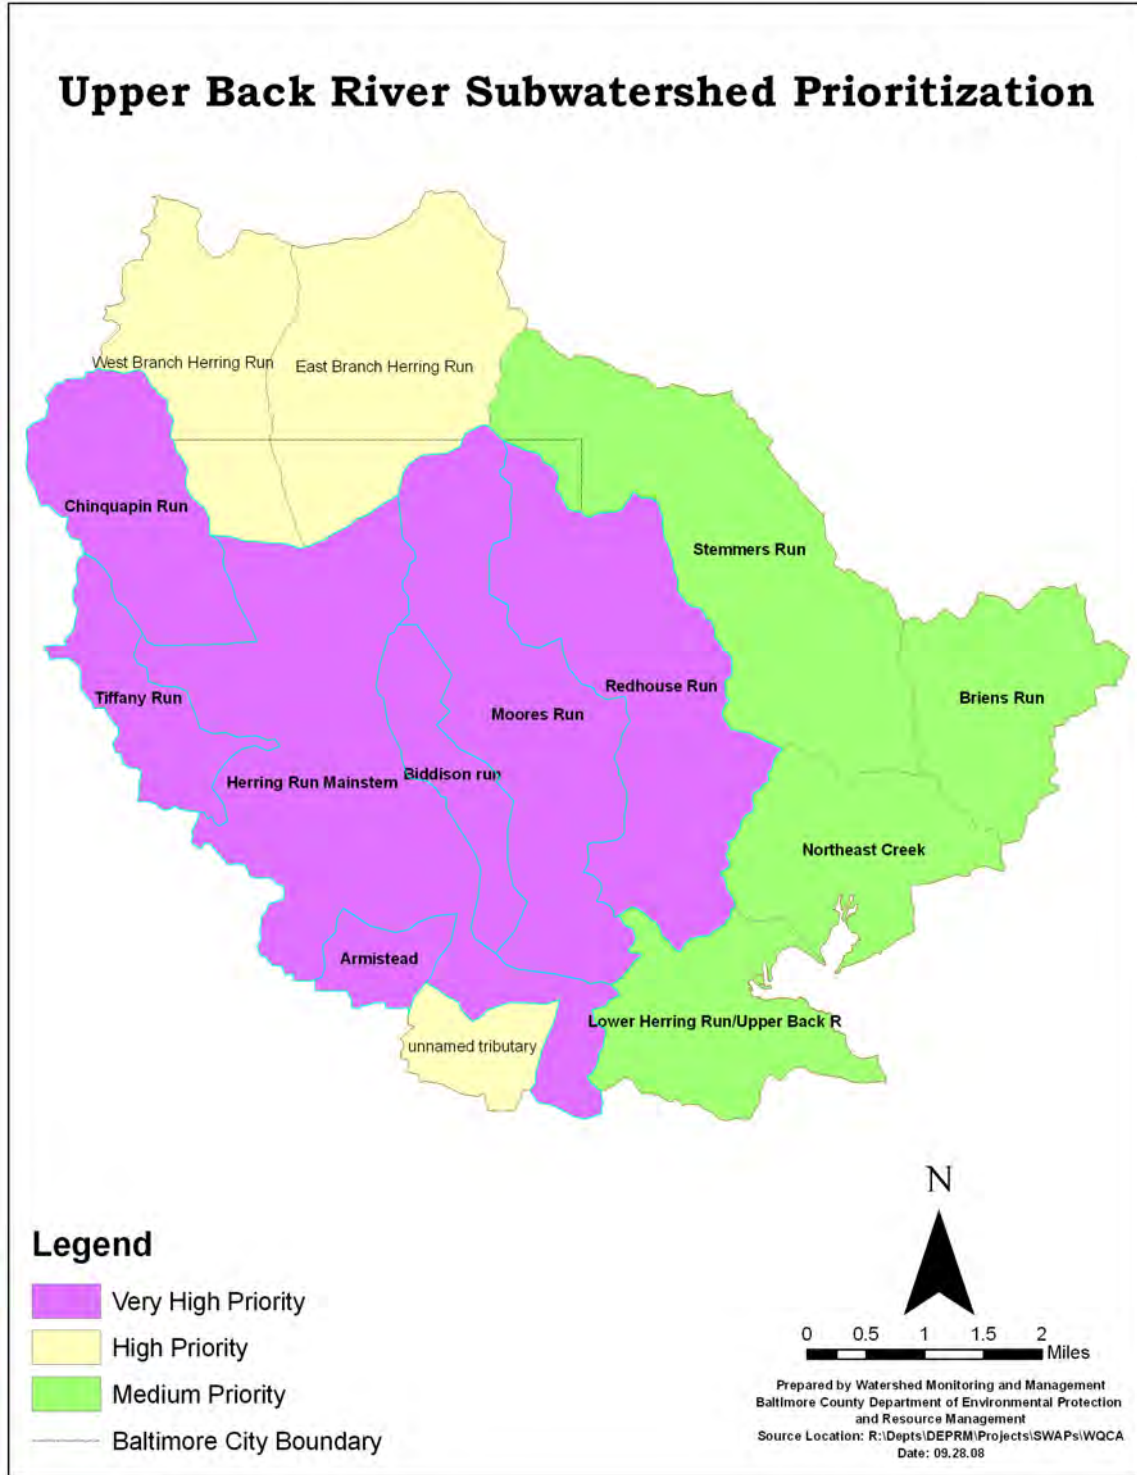 Upper Back River Subwatershed Prioritization
West Branch Herring Run
East Branch Herring Run
Chinquapin Run
Stemmers Run
Redhouse Run
Tiffany Run
Briens Run
Moores Run
Herring Run Mainstem
Biddison run
Northeast Creek
Armistead
Lower Herring Run/Upper Back R
unnamed tributary
N
Legend
Very High Priority
High Priority
Medium Priority
Baltimore City Boundary
0 0.5 1 1.5 2
Miles
Prepared by Watershed Monitoring and Management
Baltimore County Department of Environmental Protection
and Resource Management
Source Location: R:\Depts\DEPRM\Projects\SWAPs\WQCA
Date: 09.28.08